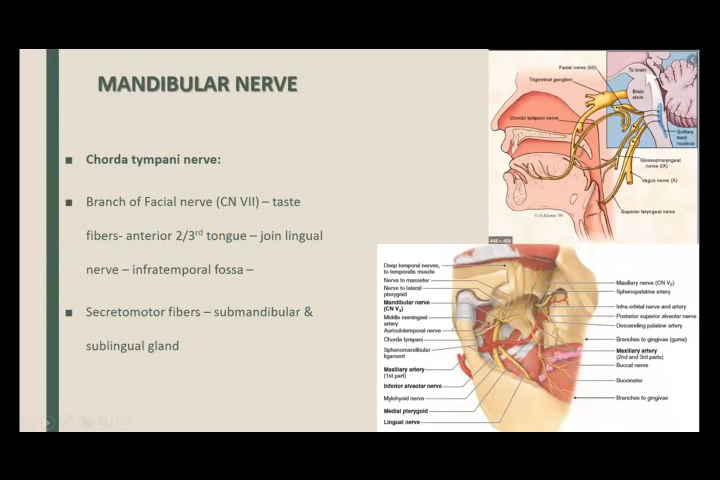 MANDIBULAR NERVE
■ Chorda tympani nerve:
■ Branch of Facial nerve (CN VII) – taste
fibers- anterior 2/3rd tongue – join lingual
nerve – infratemporal fossa –
■ Secretomotor fibers – submandibular &
sublingual gland
Facial nerve (VII)
To brain
Trigeminal ganglion
Brain
stem
Chorda tympani nerve
Solitary
tract
nucleus
Glossopharyngeal
nerve (IX)
Vagus nerve (X)
Superior laryngeal nerve
Deep temporal nerves,
to temporalis muscle
Nerve to masseter
Nerve to lateral
pterygoid
Mandibular nerve
(CN V3)
Middle meningeal
artery
Auriculotemporal nerve
Chorda tympani
Sphenomandibular
ligament
Maxillary artery
(1st part)
Inferior alveolar nerve
Mylohyoid nerve
Medial pterygoid
Lingual nerve
Maxillary nerve (CN V2)
Sphenopalatine artery
Infra-orbital nerve and artery
Posterior superior alveolar nerve
Descending palatine artery
Branches to gingivae (gums)
Maxillary artery
(2nd and 3rd parts)
Buccal nerve
Buccinator
Branches to gingivae